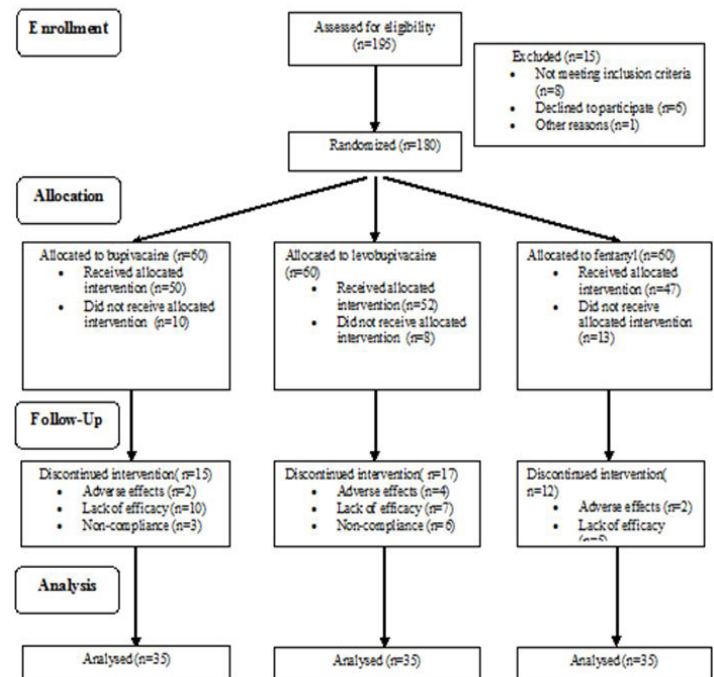 Enrollment
Assessed for eligibility
(n=195)
Excluded (n=15)
• Not meeting inclusion criteria
(n=8)
• Declined to participate (n=6)
• Other reasons (n=1)
Randomized (n=180)
Allocation
Allocated to bupivacaine (n=60)
• Received allocated
intervention (n=50)
• Did not receive allocated
intervention (n=10)
Allocated to levobupivacaine
(n=60)
• Received allocated
intervention (n=52)
• Did not receive allocated
intervention (n=8)
Allocated to fentanyl (n=60)
• Received allocated
intervention (n=47)
• Did not receive
allocated intervention
(n=13)
Follow-Up
Discontinued intervention( n=15)
• Adverse effects (n=2)
• Lack of efficacy (n=10)
• Non-compliance (n=3)
Discontinued intervention( n=17)
• Adverse effects (n=4)
• Lack of efficacy (n=7)
• Non-compliance (n=6)
Discontinued intervention(
n=12)
• Adverse effects (n=2)
• Lack of efficacy
Analysis
Analysed (n=35)
Analysed (n=35)
Analysed (n=35)